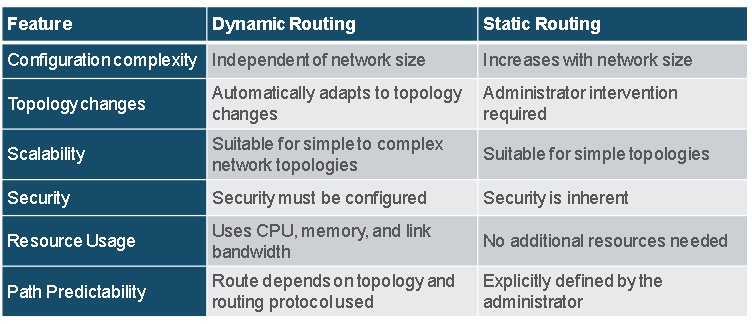 Feature Dynamic Routing Static Routing
Configuration complexity Independent of network size Increases with network size
Topology changes Automatically adapts to topology changes Administrator intervention required
Scalability Suitable for simple to complex network topologies Suitable for simple topologies
Security Security must be configured Security is inherent
Resource Usage Uses CPU, memory, and link bandwidth No additional resources needed
Path Predictability Route depends on topology and routing protocol used Explicitly defined by the administrator